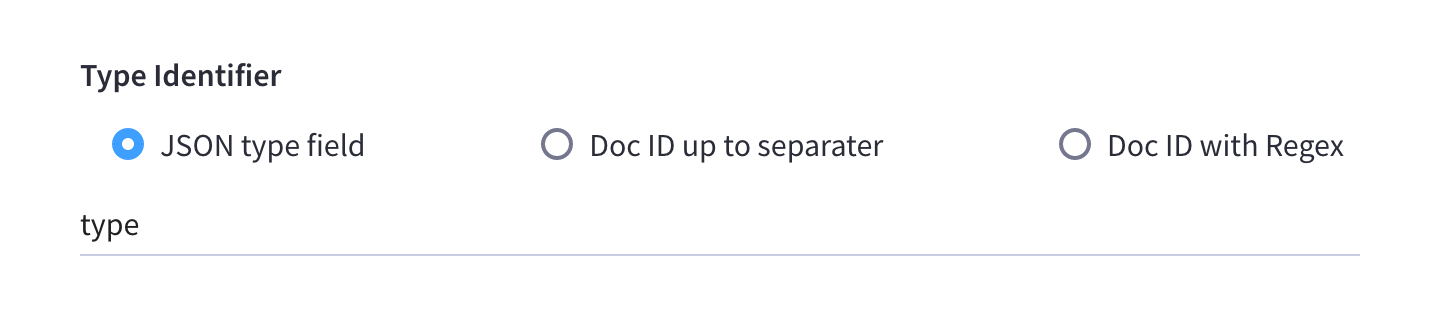 Type Identifier
JSON type field Doc ID up to separater Doc ID with Regex
type